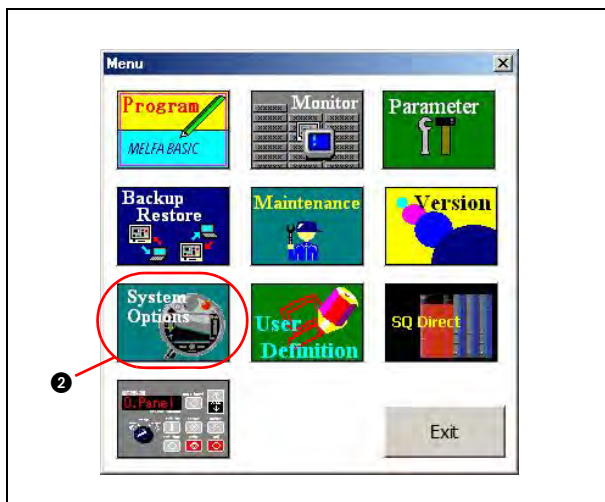 Menu
Program
MELFA BASIC
Monitor
Parameter
Backup
Restore
Maintenance
Version
System
Options
User
Definition
SQ Direct
2
O.Panel
Exit